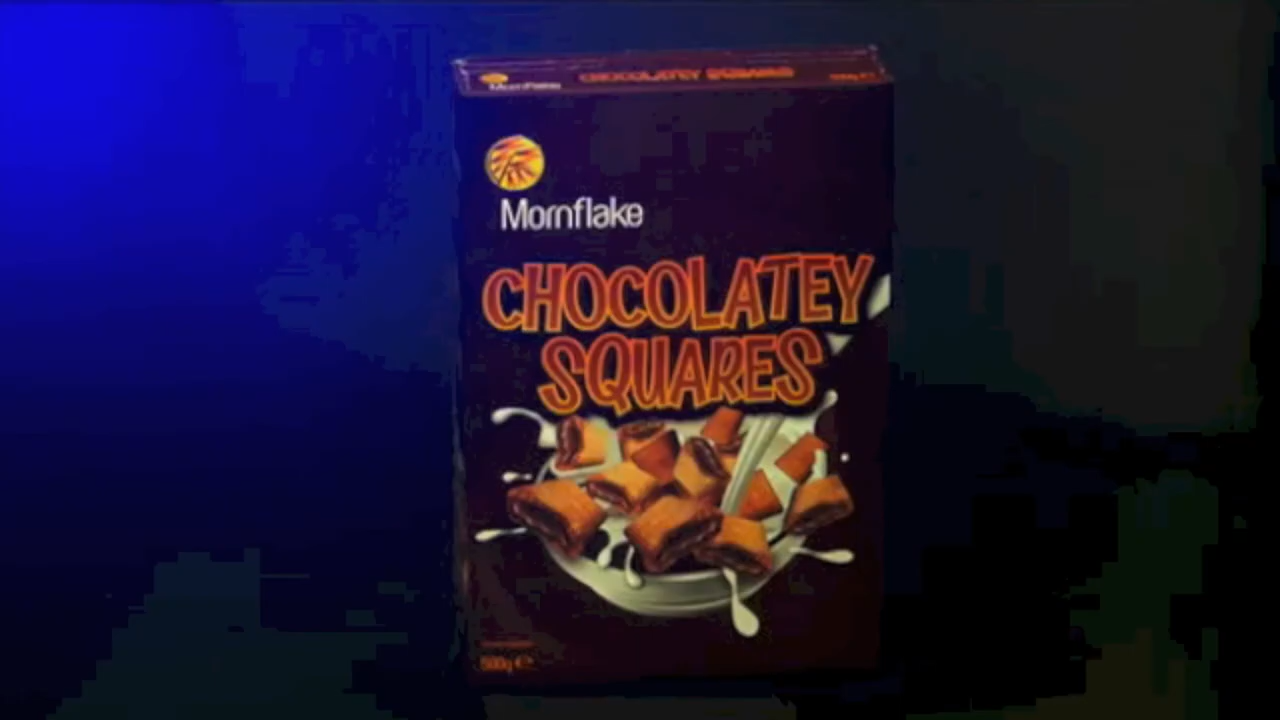 Mornflake
CHOCOLATEY SQUARES
Mornflake
CHOCOLATEY
SQUARES
500g e